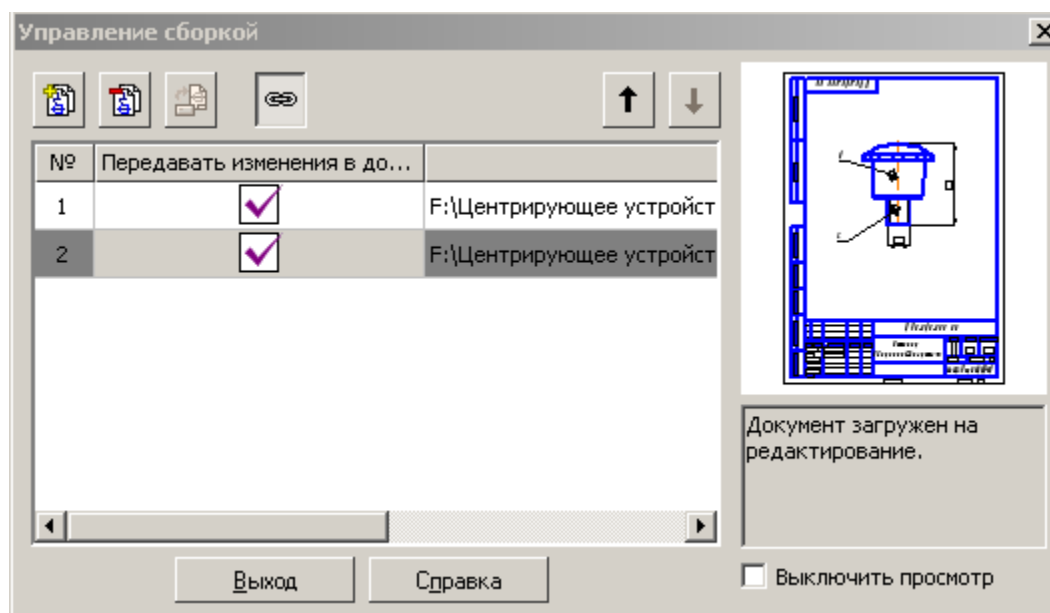 Управление сборкой
№ Передавать изменения в до...
1 F:\Центрирующее устройст
2 F:\Центрирующее устройст
Документ загружен на
редактирование.
Выход Справка
Выключить просмотр